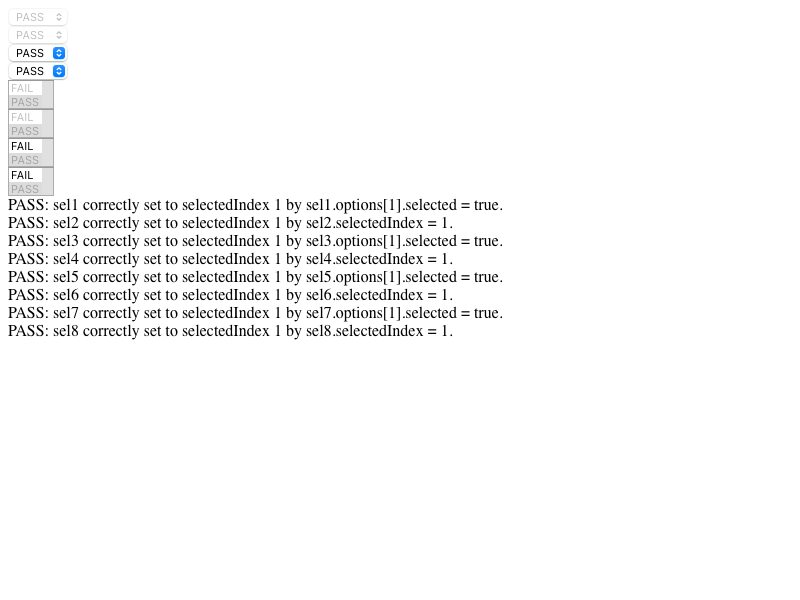 PASS
PASS
PASS
PASS
FAIL
PASS
FAIL
PASS
FAIL
PASS
FAIL
PASS
PASS: sel1 correctly set to selectedIndex 1 by sel1.options[1].selected = true.
PASS: sel2 correctly set to selectedIndex 1 by sel2.selectedIndex = 1.
PASS: sel3 correctly set to selectedIndex 1 by sel3.options[1].selected = true.
PASS: sel4 correctly set to selectedIndex 1 by sel4.selectedIndex = 1.
PASS: sel5 correctly set to selectedIndex 1 by sel5.options[1].selected = true.
PASS: sel6 correctly set to selectedIndex 1 by sel6.selectedIndex = 1.
PASS: sel7 correctly set to selectedIndex 1 by sel7.options[1].selected = true.
PASS: sel8 correctly set to selectedIndex 1 by sel8.selectedIndex = 1.